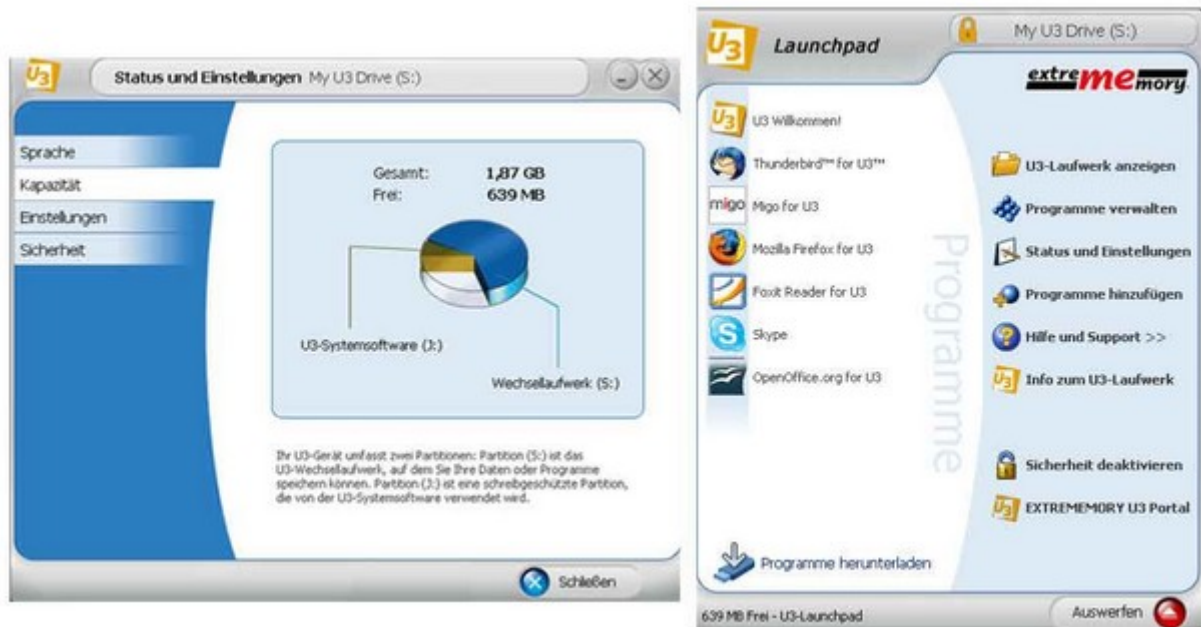 U3
Status und Einstellungen My U3 Drive (S:)
Sprache
Kapazität
Einstellungen
Sicherheit
Gesamt: 1,87 GB
Frei: 639 MB
U3-Systemsoftware (J:)
Wechsellaufwerk (S:)
Ihr U3-Gerät umfasst zwei Partitionen: Partition (S:) ist das
U3-Wechsellaufwerk, auf dem Sie Ihre Daten oder Programme
speichern können. Partition (J:) ist eine schreibgeschützte Partition,
die von der U3-Systemsoftware verwendet wird.
Schließen
U3 Launchpad
My U3 Drive (S:)
extrememory
U3 Willkommen!
Thunderbird™ for U3™
migo Migo for U3
Mozilla Firefox for U3
Foxit Reader for U3
S Skype
OpenOffice.org for U3
Programme
U3-Laufwerk anzeigen
Programme verwalten
Status und Einstellungen
Programme hinzufügen
Hilfe und Support >>
Info zum U3-Laufwerk
Sicherheit deaktivieren
EXTREMEMORY U3 Portal
Programme herunterladen
639 MB Frei - U3-Launchpad
Auswerfen